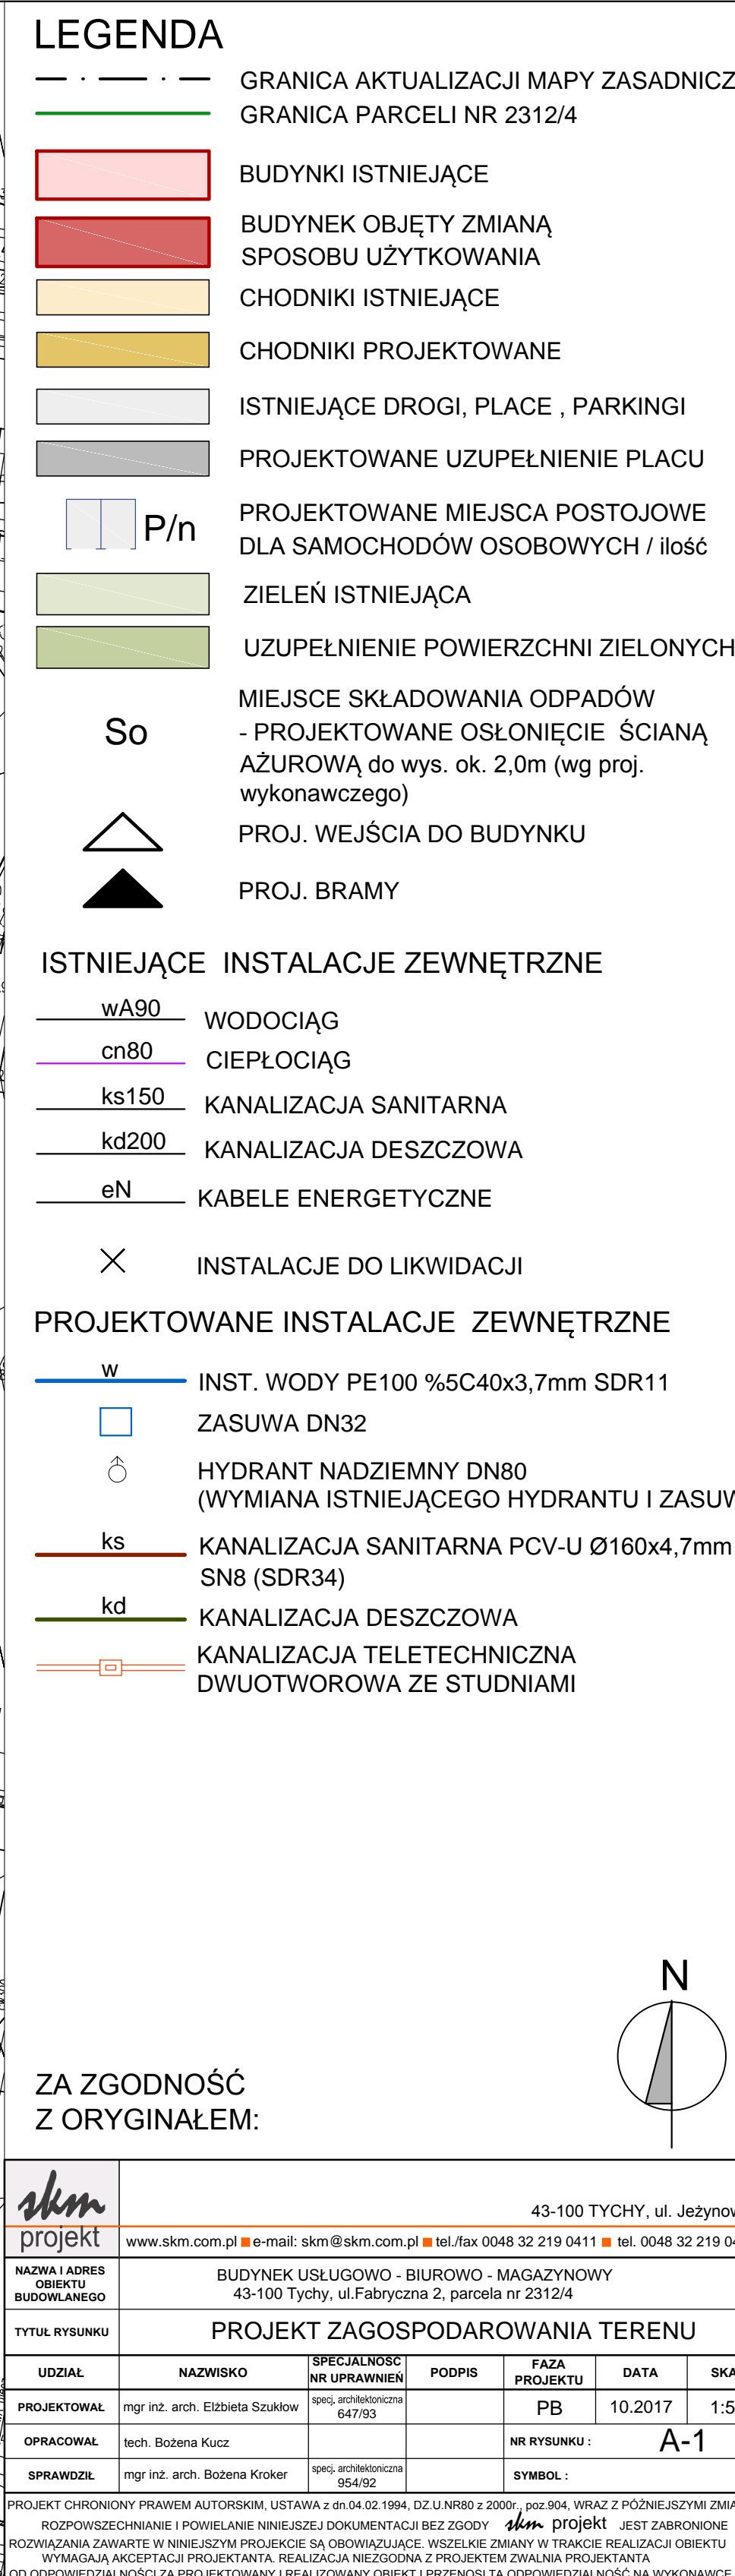 LEGENDA
GRANICA AKTUALIZACJI MAPY ZASADNICZ
GRANICA PARCELI NR 2312/4
BUDYNKI ISTNIEJĄCE
BUDYNEK OBJĘTY ZMIANĄ
SPOSOBU UŻYTKOWANIA
CHODNIKI ISTNIEJĄCE
CHODNIKI PROJEKTOWANE
ISTNIEJĄCE DROGI, PLACE , PARKINGI
PROJEKTOWANE UZUPEŁNIENIE PLACU
P/n PROJEKTOWANE MIEJSCA POSTOJOWE
DLA SAMOCHODÓW OSOBOWYCH / ilość
ZIELEŃ ISTNIEJĄCA
UZUPEŁNIENIE POWIERZCHNI ZIELONYCH
MIEJSCE SKŁADOWANIA ODPADÓW
So - PROJEKTOWANE OSŁONIĘCIE ŚCIANĄ
AŻUROWĄ do wys. ok. 2,0m (wg proj.
wykonawczego)
PROJ. WEJŚCIA DO BUDYNKU
PROJ. BRAMY
ISTNIEJĄCE INSTALACJE ZEWNĘTRZNE
wA90 WODOCIĄG
cn80 CIEPŁOCIĄG
ks150 KANALIZACJA SANITARNA
kd200 KANALIZACJA DESZCZOWA
eN KABELE ENERGETYCZNE
INSTALACJE DO LIKWIDACJI
PROJEKTOWANE INSTALACJE ZEWNĘTRZNE
w INST. WODY PE100 %5C40x3,7mm SDR11
ZASUWA DN32
HYDRANT NADZIEMNY DN80
(WYMIANA ISTNIEJĄCEGO HYDRANTU I ZASUW
ks KANALIZACJA SANITARNA PCV-U Ø160x4,7mm
SN8 (SDR34)
kd KANALIZACJA DESZCZOWA
KANALIZACJA TELETECHNICZNA
DWUOTWOROWA ZE STUDNIAMI
N
ZA ZGODNOŚĆ
Z ORYGINAŁEM:
skm projekt
43-100 TYCHY, ul. Jeżynow
www.skm.com.pl e-mail: skm@skm.com.pl tel./fax 0048 32 219 0411 tel. 0048 32 219 04
NAZWA I ADRES OBIEKTU BUDOWLANEGO
BUDYNEK USŁUGOWO - BIUROWO - MAGAZYNOWY
43-100 Tychy, ul.Fabryczna 2, parcela nr 2312/4
TYTUŁ RYSUNKU PROJEKT ZAGOSPODAROWANIA TERENU
UDZIAŁ NAZWISKO SPECJALNOŚĆ NR UPRAWNIEŃ PODPIS FAZA PROJEKTU DATA SKA
PROJEKTOWAŁ mgr inż. arch. Elżbieta Szukłow specj. architektoniczna 647/93 PB 10.2017 1:5
OPRACOWAŁ tech. Bożena Kucz NR RYSUNKU : A-1
SPRAWDZIŁ mgr inż. arch. Bożena Kroker specj. architektoniczna 954/92 SYMBOL :
PROJEKT CHRONIONY PRAWEM AUTORSKIM, USTAWA z dn.04.02.1994, DZ.U.NR80 z 2000r., poz.904, WRAZ Z PÓŹNIEJSZYMI ZMIA
ROZPOWSZECHNIANIE I POWIELANIE NINIEJSZEJ DOKUMENTACJI BEZ ZGODY skm projekt JEST ZABRONIONE
ROZWIĄZANIA ZAWARTE W NINIEJSZYM PROJEKCIE SĄ OBOWIĄZUJĄCE. WSZELKIE ZMIANY W TRAKCIE REALIZACJI OBIEKTU
WYMAGAJĄ AKCEPTACJI PROJEKTANTA. REALIZACJA NIEZGODNA Z PROJEKTEM ZWALNIA PROJEKTANTA
OD ODPOWIEDZIALNOŚCI ZA PROJEKTOWANY I REALIZOWANY OBIEKT I PRZENOSI TĄ ODPOWIEDZIALNOŚĆ NA WYKONAWCĘ